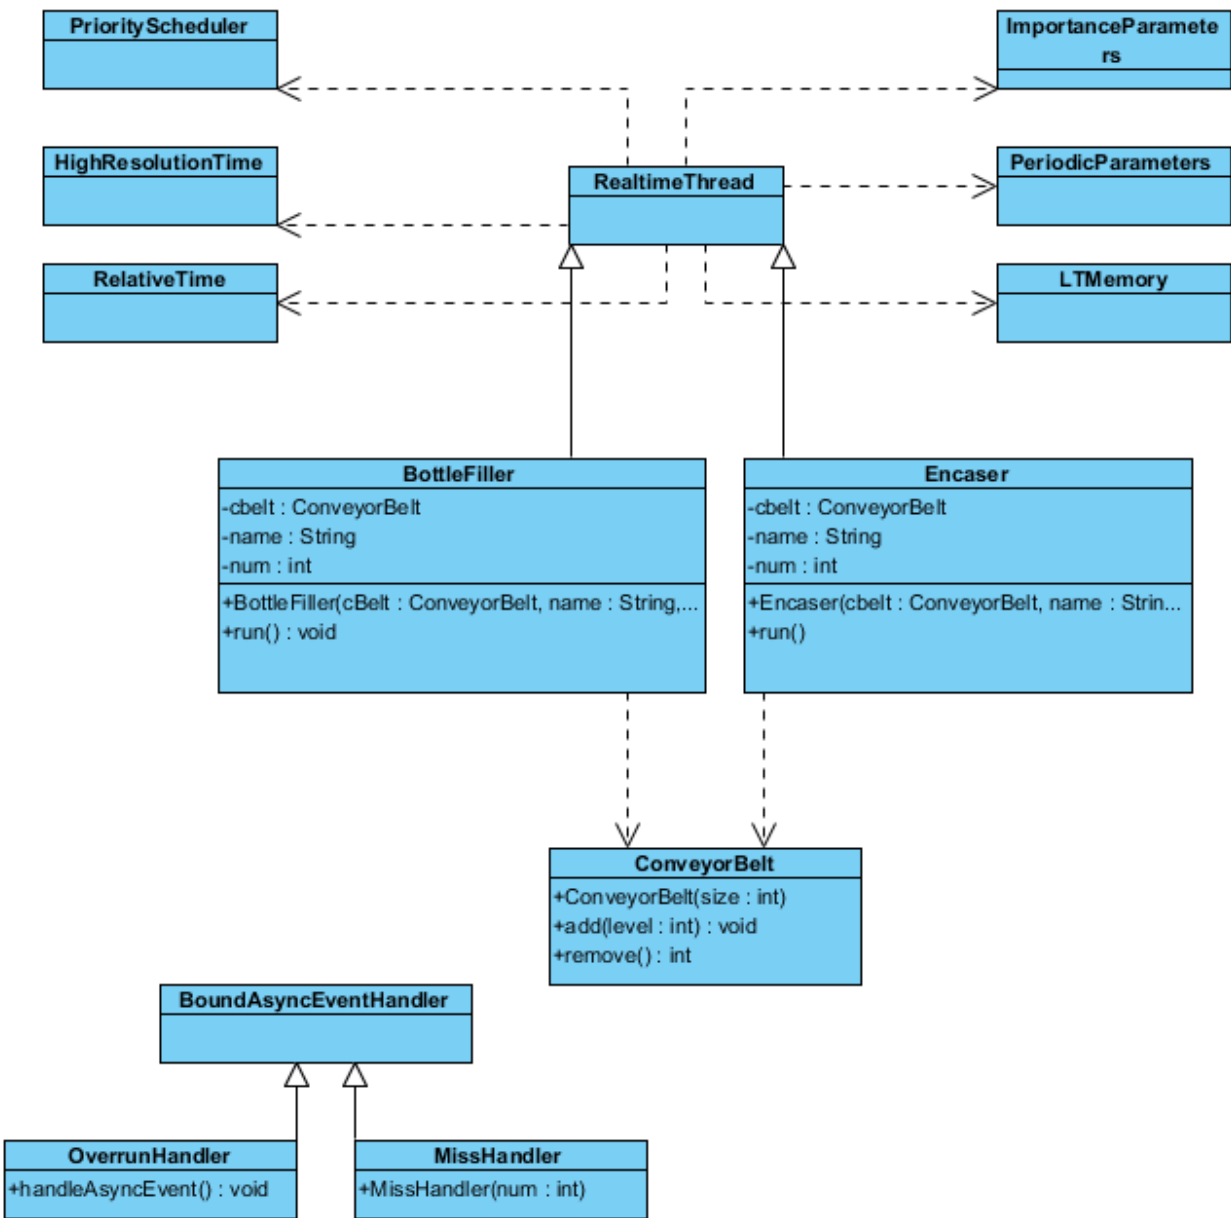 PriorityScheduler
ImportanceParamete
rs
HighResolutionTime
RealtimeThread
PeriodicParameters
RelativeTime
LTMemory
BottleFiller
-cbelt : ConveyorBelt
-name : String
-num : int
+BottleFiller(cBelt : ConveyorBelt, name : String,...
+run() : void
Encaser
-cbelt : ConveyorBelt
-name : String
-num : int
+Encaser(cbelt : ConveyorBelt, name : Strin...
+run()
ConveyorBelt
+ConveyorBelt(size : int)
+add(level : int) : void
+remove() : int
BoundAsyncEventHandler
OverrunHandler
+handleAsyncEvent() : void
MissHandler
+MissHandler(num : int)